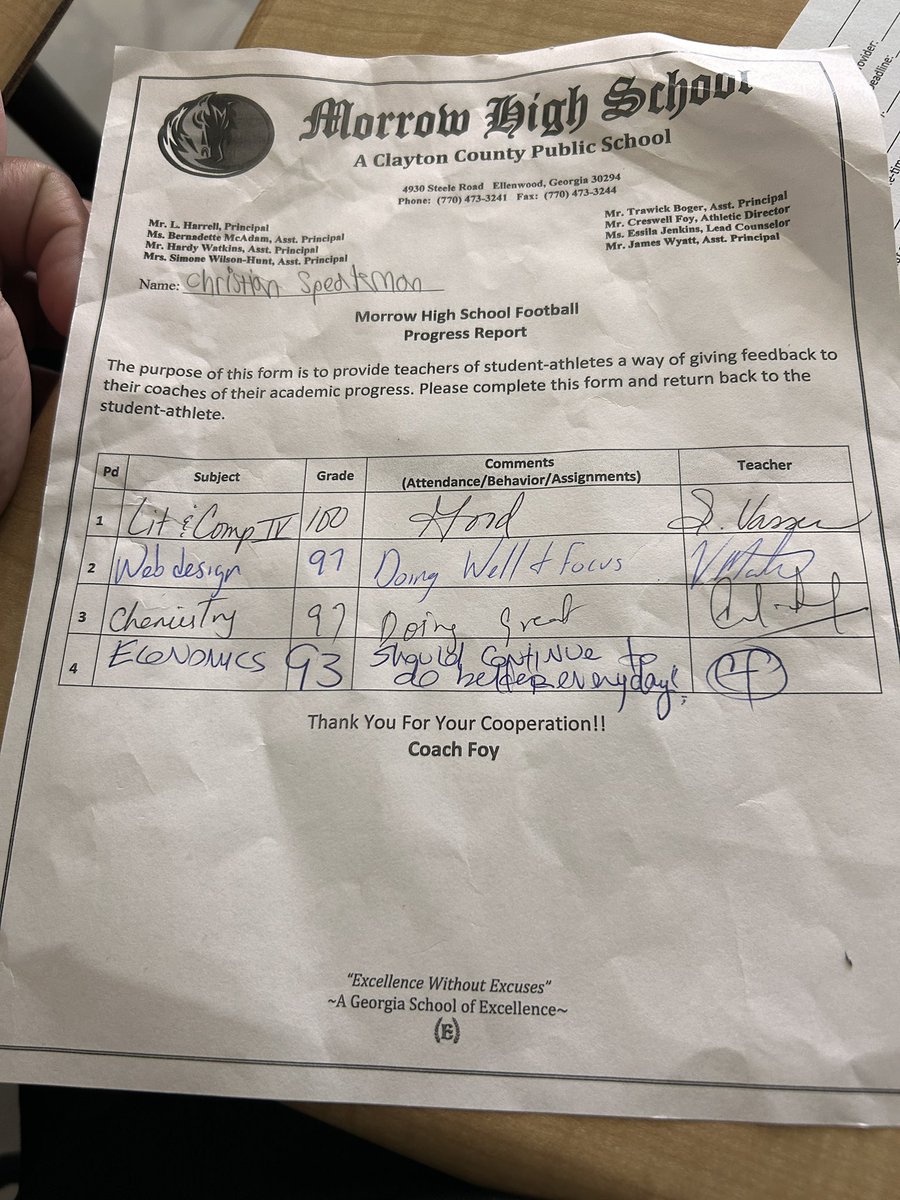 Morrow High School
A Clayton County Public School
4930 Steele Road Ellenwood, Georgia 30294
Phone: (770) 473-3241 Fax: (770) 473-3244
Mr. L. Harrell, Principal
Ms. Bernadette McAdam, Asst. Principal
Mr. Hardy Watkins, Asst. Principal
Mrs. Simone Wilson-Hunt, Asst. Principal
Mr. Trawick Boger, Asst. Principal
Mr. Creswell Foy, Athletic Director
Ms. Essila Jenkins, Lead Counselor
Mr. James Wyatt, Asst. Principal
Name: Christian Speaksman
Morrow High School Football
Progress Report
The purpose of this form is to provide teachers of student-athletes a way of giving feedback to
their coaches of their academic progress. Please complete this form and return back to the
student-athlete.
Pd Subject Grade Comments Teacher
(Attendance/Behavior/Assignments)
1 Lit & Comp IV 100 S. Vasser
2 Web design 97 Doing Well + Focus
3 Chemistry 97 Doing Great
4 Economics 93 Should continue to
do better everyday! CF
Thank You For Your Cooperation!!
Coach Foy
"Excellence Without Excuses"
~A Georgia School of Excellence~
(E)
ovider:
eadline: